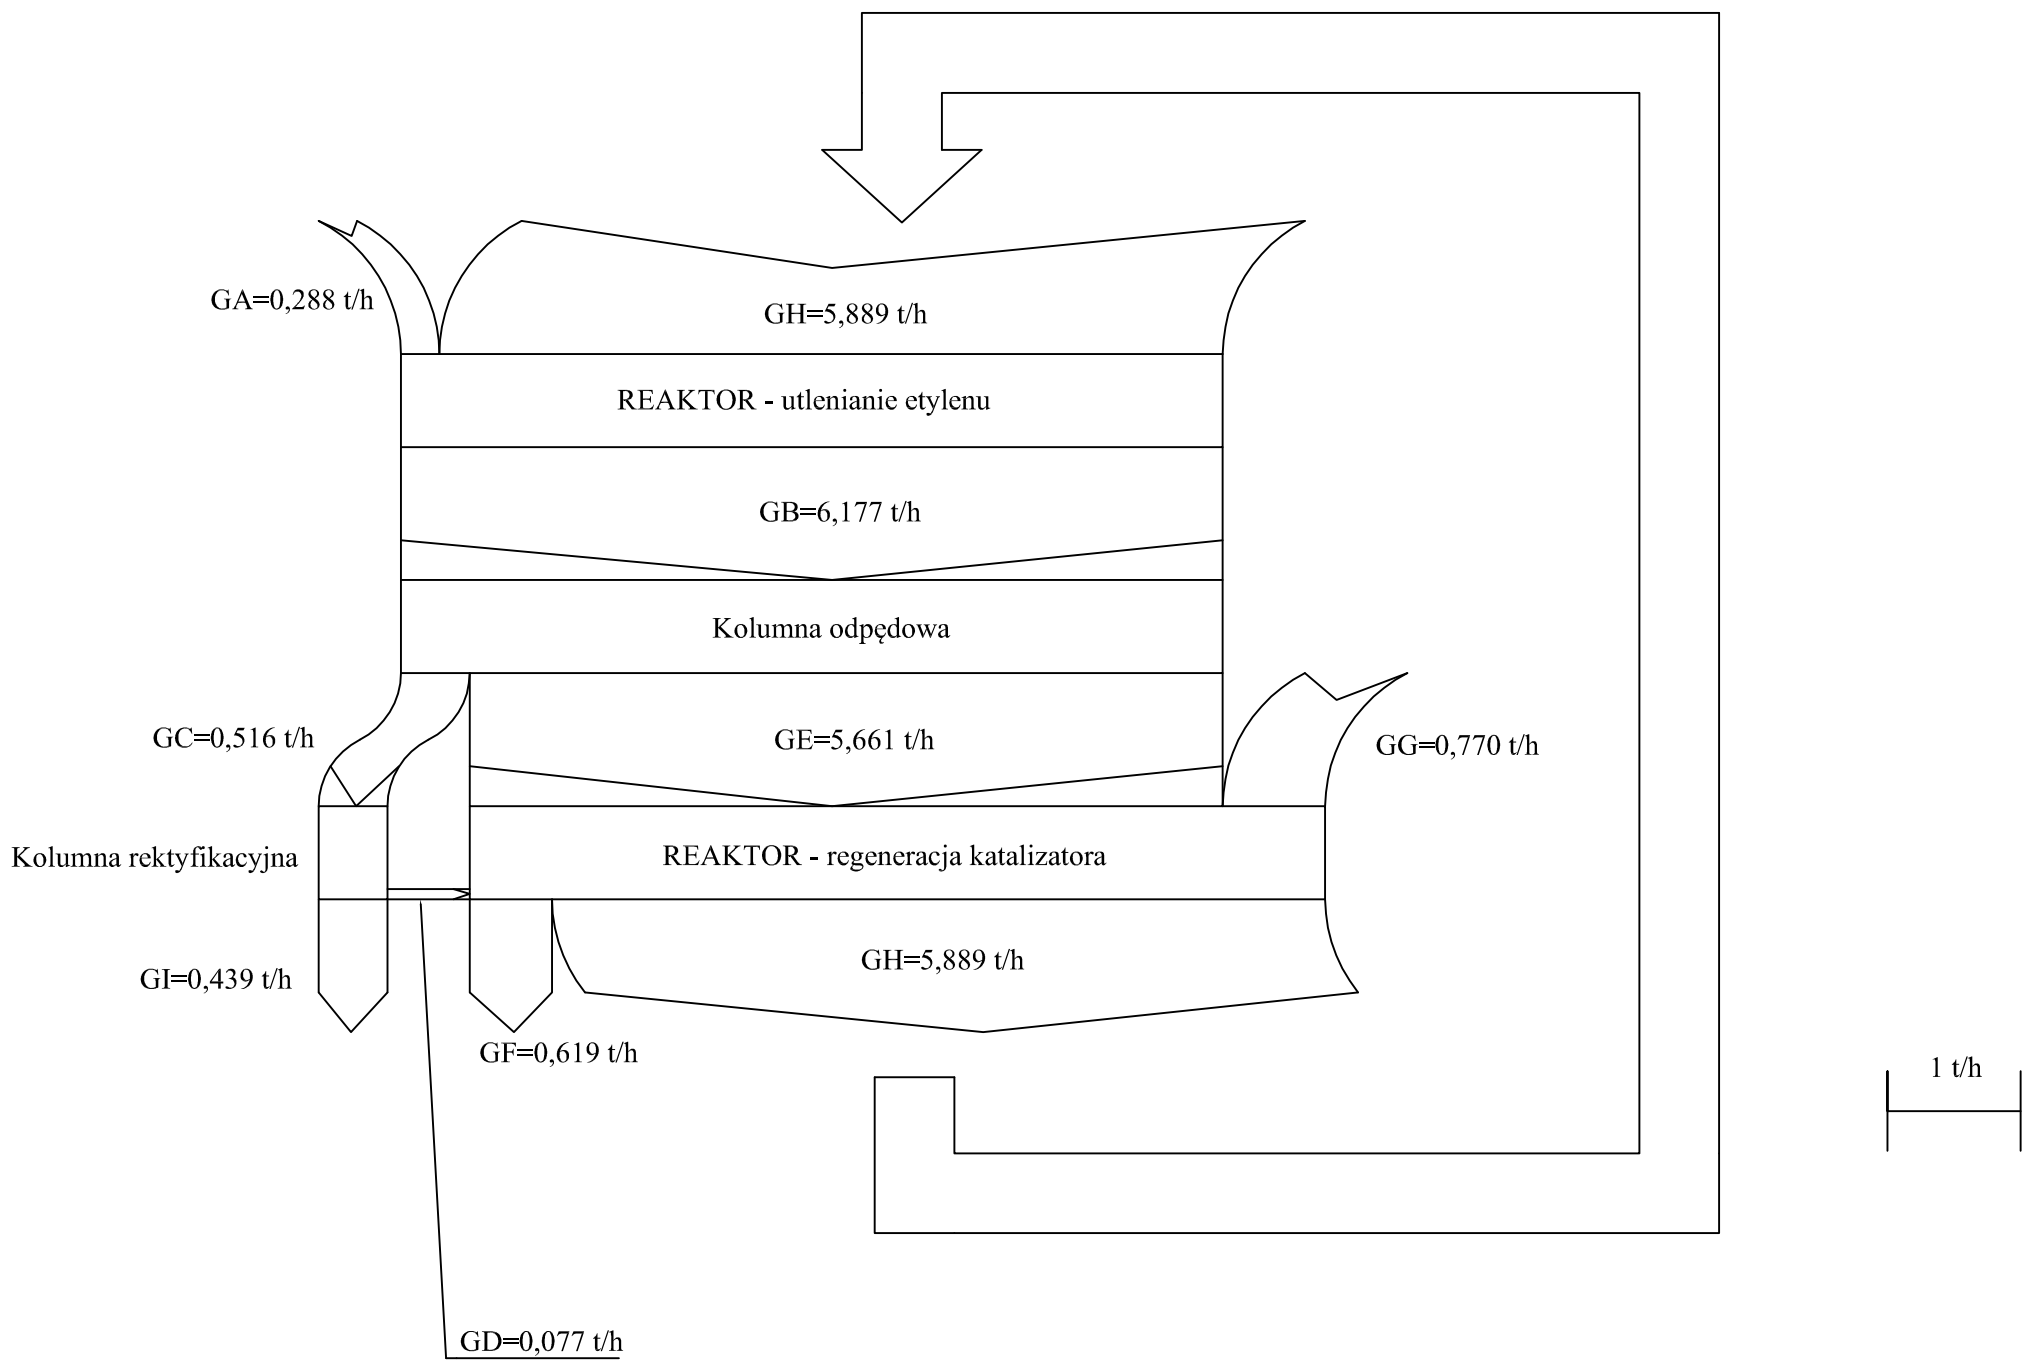 GA=0,288 t/h
GH=5,889 t/h
REAKTOR - utlenianie etylenu
GB=6,177 t/h
Kolumna odpędowa
GC=0,516 t/h
GE=5,661 t/h
GG=0,770 t/h
Kolumna rektyfikacyjna
REAKTOR - regeneracja katalizatora
GI=0,439 t/h
GH=5,889 t/h
GF=0,619 t/h
1 t/h
GD=0,077 t/h